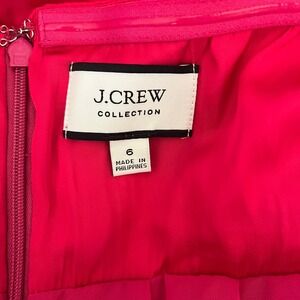 J.CREW
COLLECTION
6
MADE IN
PHILIPPINES